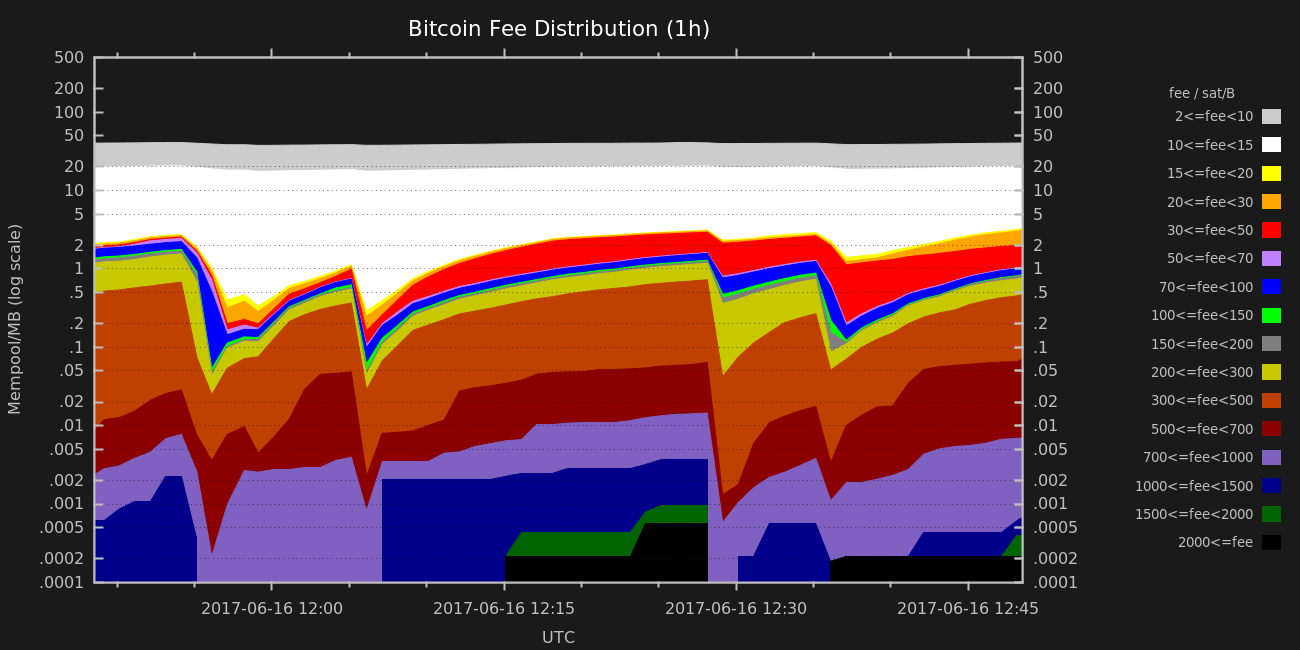 Bitcoin Fee Distribution (1h)
500
200
100
50
20
10
5
2
1
.5
.2
.1
.05
.02
.01
.005
.002
.001
.0005
.0002
.0001
Mempool/MB (log scale)
500
200
100
50
20
10
5
2
1
.5
.2
.1
.05
.02
.01
.005
.002
.001
.0005
.0002
.0001
2017-06-16 12:00
2017-06-16 12:15
2017-06-16 12:30
2017-06-16 12:45
UTC
fee / sat/B
2<=fee<10
10<=fee<15
15<=fee<20
20<=fee<30
30<=fee<50
50<=fee<70
70<=fee<100
100<=fee<150
150<=fee<200
200<=fee<300
300<=fee<500
500<=fee<700
700<=fee<1000
1000<=fee<1500
1500<=fee<2000
2000<=fee